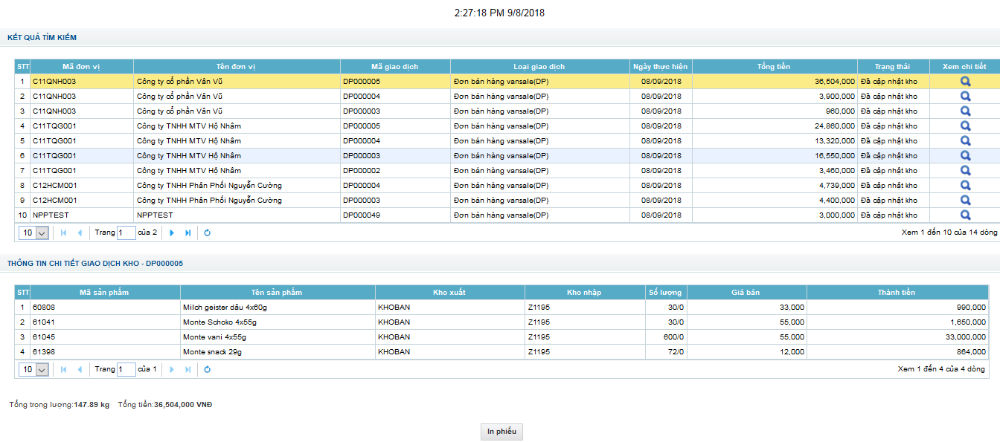 2:27:18 PM 9/8/2018
KẾT QUẢ TÌM KIẾM
STT Mã đơn vị Tên đơn vị Mã giao dịch Loại giao dịch Ngày thực hiện Tổng tiền Trạng thái Xem chi tiết
1 C11QNH003 Công ty cổ phần Vân Vũ DP000005 Đơn bán hàng vansale(DP) 08/09/2018 36,504,000 Đã cập nhật kho
2 C11QNH003 Công ty cổ phần Vân Vũ DP000004 Đơn bán hàng vansale(DP) 08/09/2018 3,900,000 Đã cập nhật kho
3 C11QNH003 Công ty cổ phần Vân Vũ DP000003 Đơn bán hàng vansale(DP) 08/09/2018 960,000 Đã cập nhật kho
4 C11TQG001 Công ty TNHH MTV Hộ Nhâm DP000005 Đơn bán hàng vansale(DP) 08/09/2018 24,860,000 Đã cập nhật kho
5 C11TQG001 Công ty TNHH MTV Hộ Nhâm DP000004 Đơn bán hàng vansale(DP) 08/09/2018 13,320,000 Đã cập nhật kho
6 C11TQG001 Công ty TNHH MTV Hộ Nhâm DP000003 Đơn bán hàng vansale(DP) 08/09/2018 16,550,000 Đã cập nhật kho
7 C11TQG001 Công ty TNHH MTV Hộ Nhâm DP000002 Đơn bán hàng vansale(DP) 08/09/2018 3,460,000 Đã cập nhật kho
8 C12HCM001 Công ty TNHH Phân Phối Nguyễn Cường DP000004 Đơn bán hàng vansale(DP) 08/09/2018 4,739,000 Đã cập nhật kho
9 C12HCM001 Công ty TNHH Phân Phối Nguyễn Cường DP000003 Đơn bán hàng vansale(DP) 08/09/2018 4,400,000 Đã cập nhật kho
10 NPPTEST NPPTEST DP000049 Đơn bán hàng vansale(DP) 08/09/2018 3,000,000 Đã cập nhật kho
10 Trang 1 của 2 Xem 1 đến 10 của 14 dòng
THÔNG TIN CHI TIẾT GIAO DỊCH KHO - DP000005
STT Mã sản phẩm Tên sản phẩm Kho xuất Kho nhập Số lượng Giá bán Thành tiền
1 60808 Milch geister dâu 4x60g KHOBAN Z1195 30/0 33,000 990,000
2 61041 Monte Schoko 4x55g KHOBAN Z1195 30/0 55,000 1,650,000
3 61045 Monte vani 4x55g KHOBAN Z1195 600/0 55,000 33,000,000
4 61398 Monte snack 29g KHOBAN Z1195 72/0 12,000 864,000
10 Trang 1 của 1 Xem 1 đến 4 của 4 dòng
Tổng trọng lượng:147.89 kg Tổng tiền:36,504,000 VNĐ
In phiếu